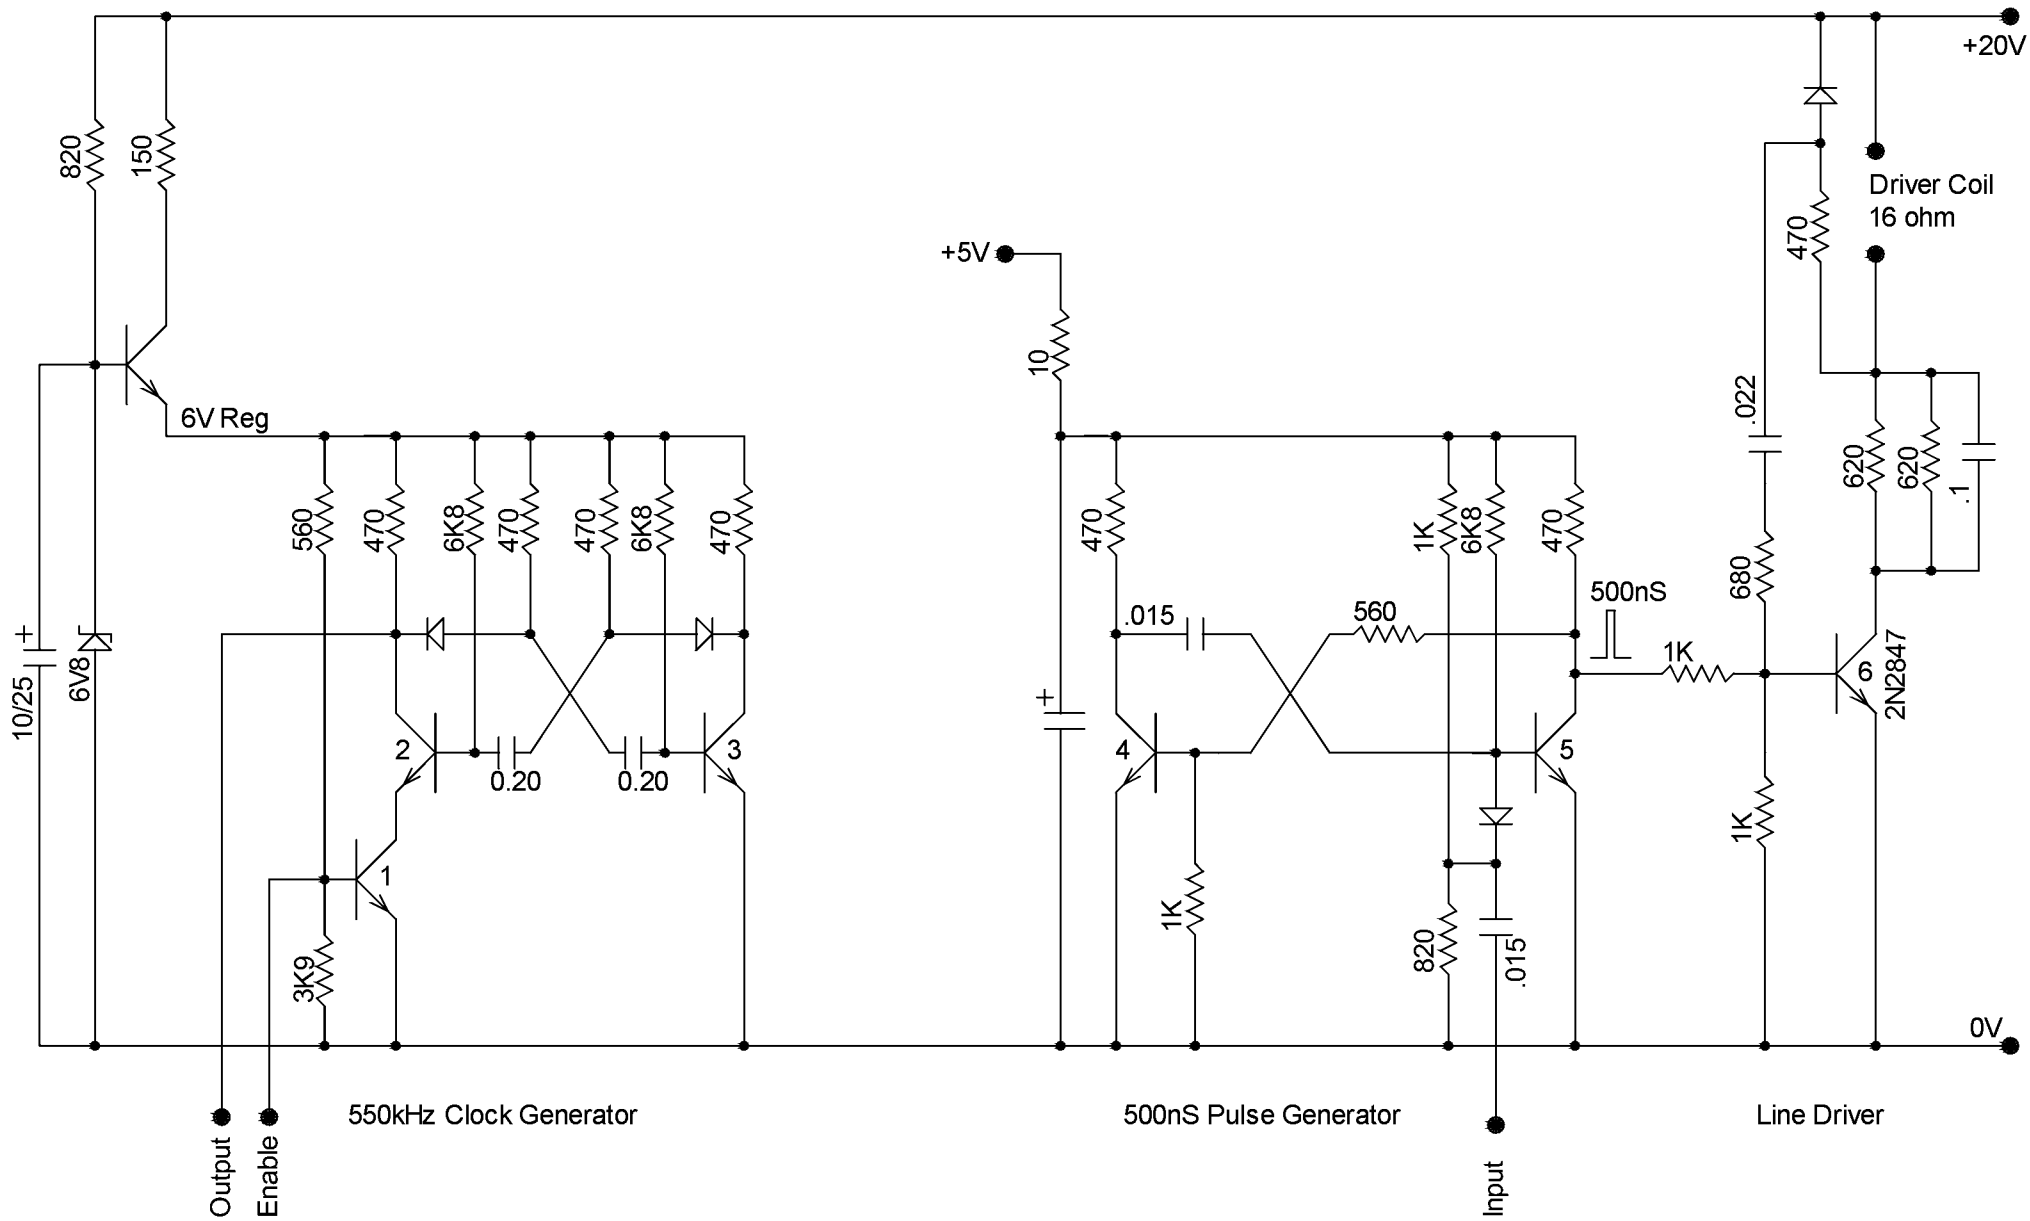 +20V
820
150
Driver Coil
16 ohm
470
+5V
10
.022
6V Reg
560
470
6K8
470
470
6K8
470
470
1K
6K8
470
620
620
.1
500nS
680
.015
560
1K
+
10/25
6V8
2
0.20
0.20
3
+
4
5
6
2N2847
1
1K
3K9
1K
820
.015
0V
550kHz Clock Generator
500nS Pulse Generator
Line Driver
Output
Enable
Input